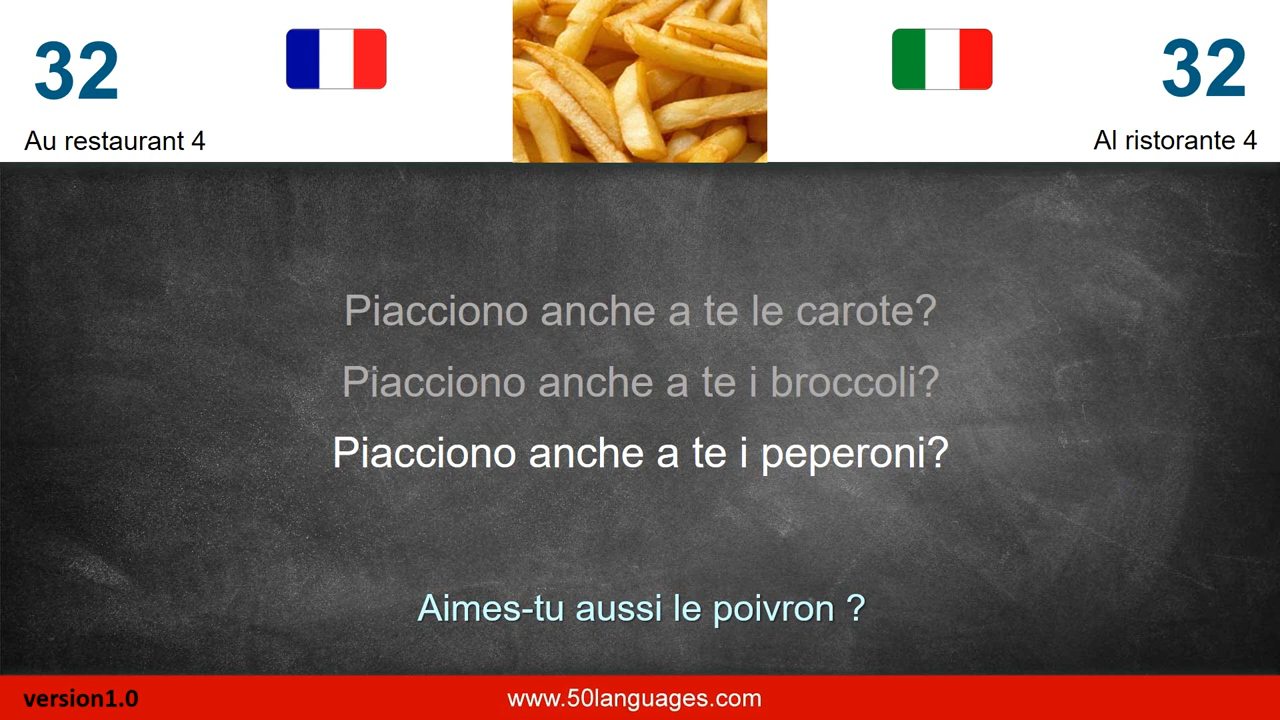 32
32
Au restaurant 4
Al ristorante 4
Piacciono anche a te le carote?
Piacciono anche a te i broccoli?
Piacciono anche a te i peperoni?
Aimes-tu aussi le poivron ?
version1.0
www.50languages.com